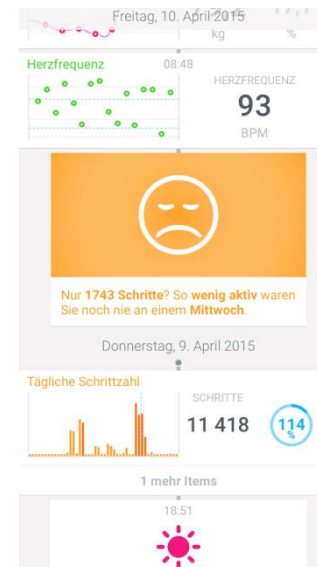 Freitag, 10. April 2015
kg %
Herzfrequenz 08:48
HERZFREQUENZ
93
BPM
Nur 1743 Schritte? So wenig aktiv waren
Sie noch nie an einem Mittwoch.
Donnerstag, 9. April 2015
Tägliche Schrittzahl
SCHRITTE
11 418 114
%
1 mehr Items
18:51